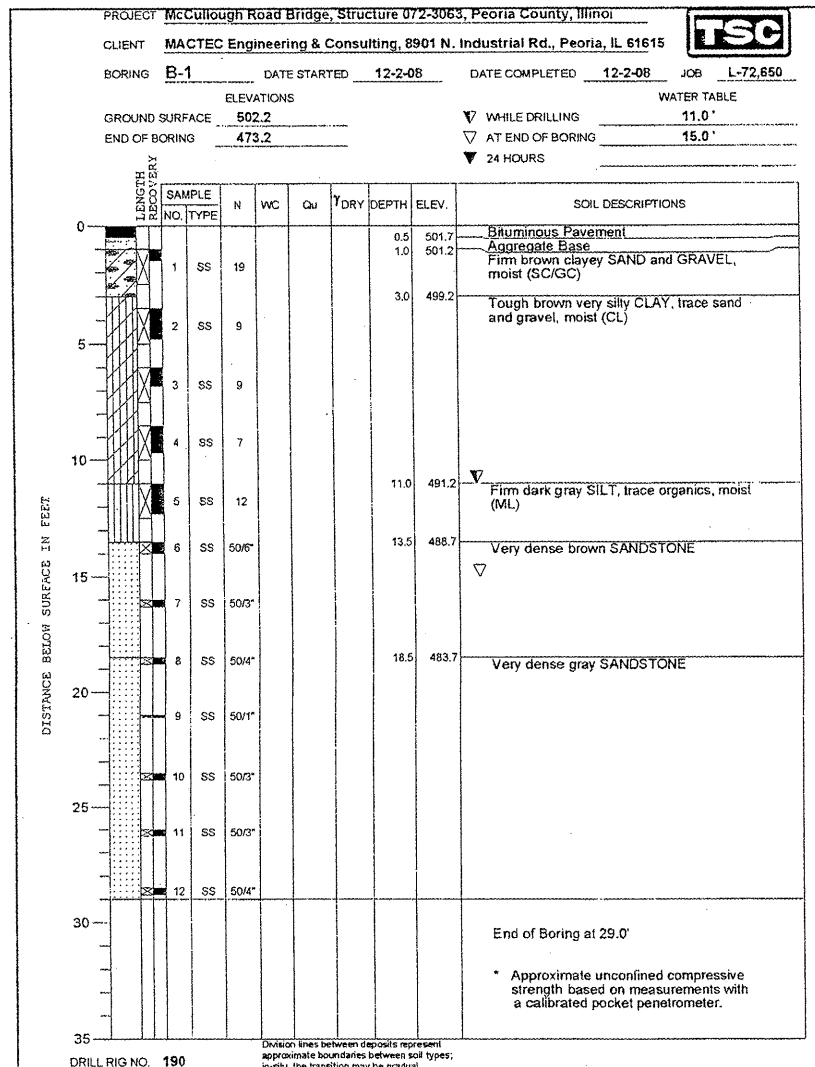 PROJECT McCullough Road Bridge, Structure 072-3063, Peoria County, Illinoi
TSC
CLIENT MACTEC Engineering & Consulting, 8901 N. Industrial Rd., Peoria, IL 61615
BORING B-1 DATE STARTED 12-2-08 DATE COMPLETED 12-2-08 JOB L-72,650
ELEVATIONS WATER TABLE
GROUND SURFACE 502.2 WHILE DRILLING 11.0 '
END OF BORING 473.2 AT END OF BORING 15.0 '
24 HOURS
LENGTH
RECOVERY
SAMPLE
NO. TYPE N WC Qu γDRY DEPTH ELEV. SOIL DESCRIPTIONS
0
0.5 501.7 Bituminous Pavement
1.0 501.2 Aggregate Base
Firm brown clayey SAND and GRAVEL,
moist (SC/GC)
1 SS 19
3.0 499.2 Tough brown very silty CLAY, trace sand
and gravel, moist (CL)
2 SS 9
5
3 SS 9
4 SS 7
10
11.0 491.2 Firm dark gray SILT, trace organics, moist
(ML)
5 SS 12
13.5 488.7 Very dense brown SANDSTONE
6 SS 50/6"
15
7 SS 50/3"
8 SS 50/4" 18.5 483.7 Very dense gray SANDSTONE
20
9 SS 50/1"
10 SS 50/3"
25
11 SS 50/3"
12 SS 50/4"
30
End of Boring at 29.0'
* Approximate unconfined compressive
strength based on measurements with
a calibrated pocket penetrometer.
35
DISTANCE BELOW SURFACE IN FEET
DRILL RIG NO. 190
Division lines between deposits represent
approximate boundaries between soil types;
in-situ, the transition may be gradual.